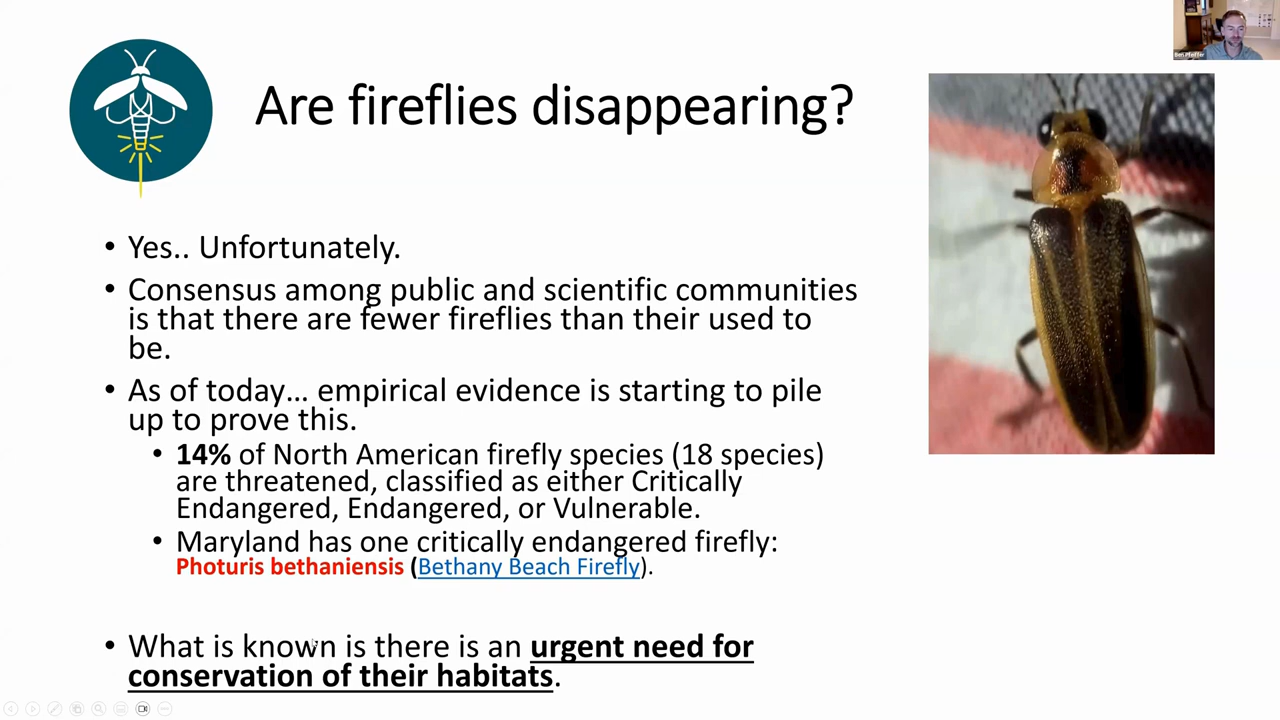 Are fireflies disappearing?
Ben Pfeiffer
• Yes.. Unfortunately.
• Consensus among public and scientific communities
is that there are fewer fireflies than their used to
be.
• As of today… empirical evidence is starting to pile
up to prove this.
• 14% of North American firefly species (18 species)
are threatened, classified as either Critically
Endangered, Endangered, or Vulnerable.
• Maryland has one critically endangered firefly:
Photuris bethaniensis (Bethany Beach Firefly).
• What is known is there is an urgent need for
conservation of their habitats.